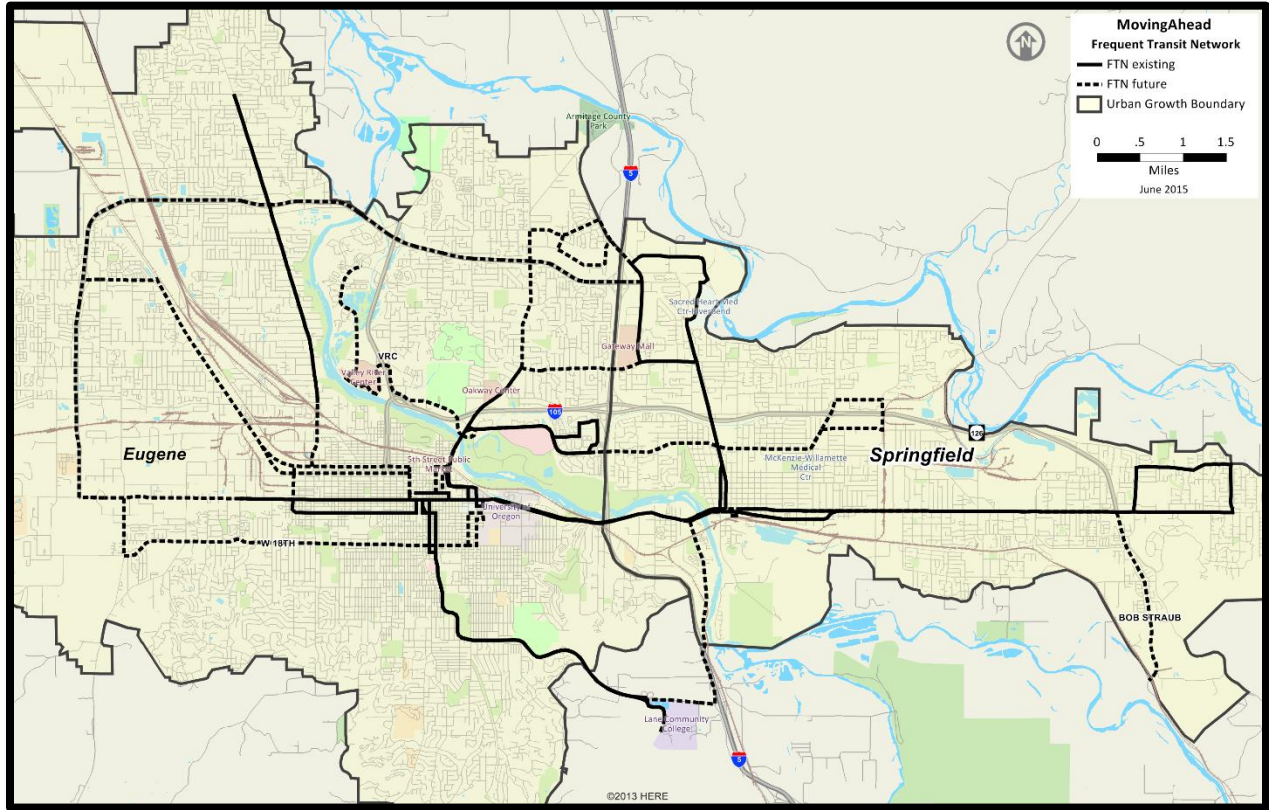 MovingAhead
Frequent Transit Network
FTN existing
FTN future
Urban Growth Boundary
0 .5 1 1.5
Miles
June 2015
N
Armitage County
Park
5
Sacred Heart Med
Ctr-Riverbend
Gateway Mall
VRC
Valley River
Center
Oakway Center
105
126
Eugene
5th Street Public
Market
McKenzie-Willamette
Medical
Ctr
Springfield
University of
Oregon
W 18TH
BOB STRAUB
Lane Community
College
5
©2013 HERE